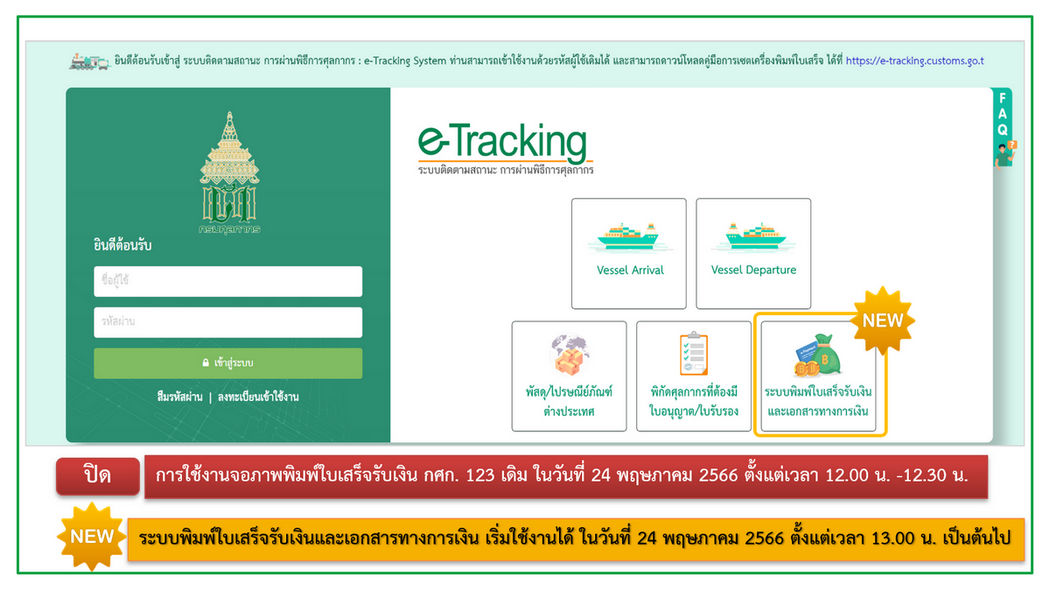 ยินดีต้อนรับเข้าสู่ ระบบติดตามสถานะ การผ่านพิธีการศุลกากร : e-Tracking System ท่านสามารถเข้าใช้งานด้วยรหัสผู้ใช้เดิมได้ และสามารถดาวน์โหลดคู่มือการเซตเครื่องพิมพ์ใบเสร็จ ได้ที่ https://e-tracking.customs.go.t
F
A
Q
กรมศุลกากร
ยินดีต้อนรับ
ชื่อผู้ใช้
รหัสผ่าน
เข้าสู่ระบบ
ลืมรหัสผ่าน | ลงทะเบียนเข้าใช้งาน
e-Tracking
ระบบติดตามสถานะ การผ่านพิธีการศุลกากร
Vessel Arrival
Vessel Departure
NEW
พัสดุ/ไปรษณีย์ภัณฑ์
ต่างประเทศ
พิกัดศุลกากรที่ต้องมี
ใบอนุญาต/ใบรับรอง
ระบบพิมพ์ใบเสร็จรับเงิน
และเอกสารทางการเงิน
ปิด
การใช้งานจอภาพพิมพ์ใบเสร็จรับเงิน กศก. 123 เดิม ในวันที่ 24 พฤษภาคม 2566 ตั้งแต่เวลา 12.00 น. -12.30 น.
NEW
ระบบพิมพ์ใบเสร็จรับเงินและเอกสารทางการเงิน เริ่มใช้งานได้ ในวันที่ 24 พฤษภาคม 2566 ตั้งแต่เวลา 13.00 น. เป็นต้นไป